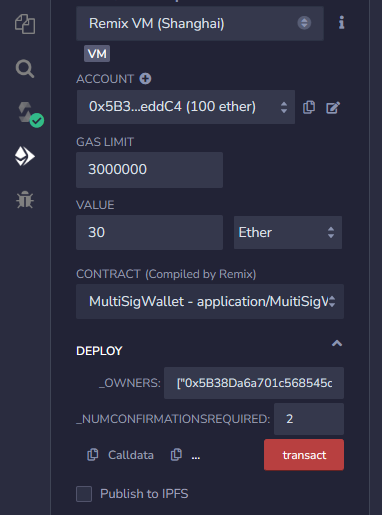 Remix VM (Shanghai)
VM
ACCOUNT
0x5B3...eddC4 (100 ether)
GAS LIMIT
3000000
VALUE
30 Ether
CONTRACT (Compiled by Remix)
MultiSigWallet - application/MuitiSigW
DEPLOY
_OWNERS: ["0x5B38Da6a701c568545c
_NUMCONFIRMATIONSREQUIRED: 2
Calldata ... transact
Publish to IPFS